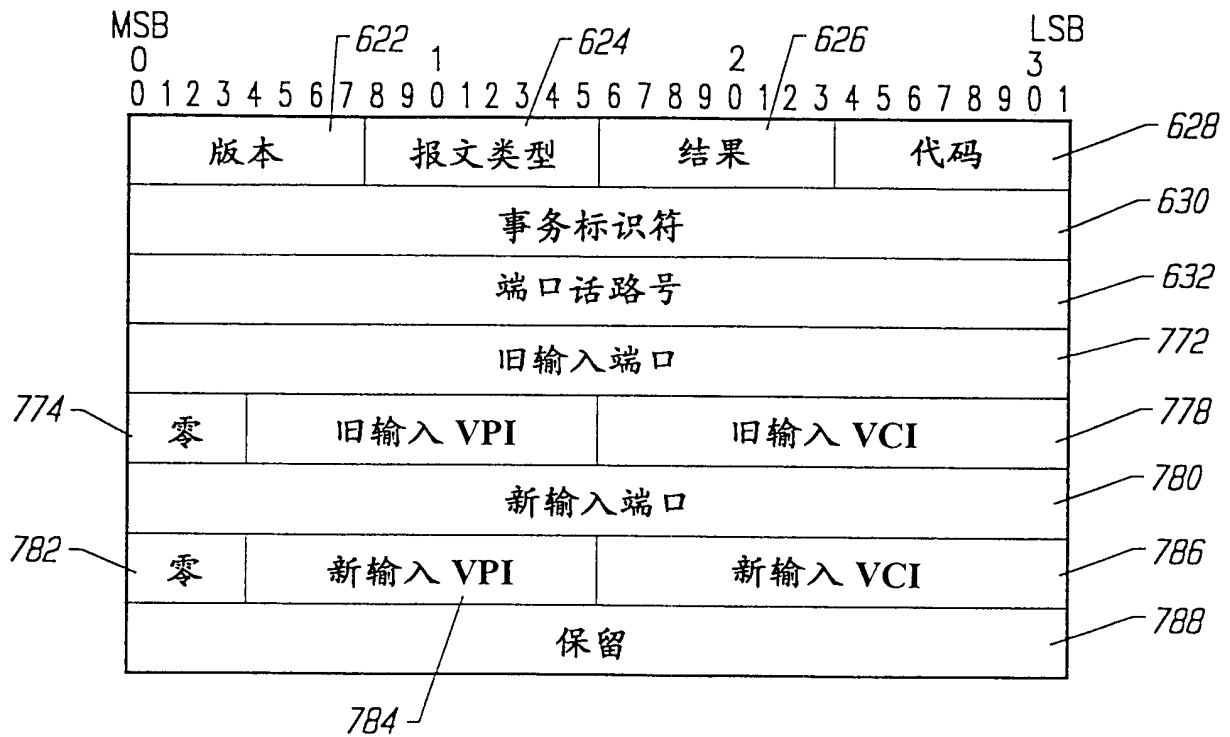 MSB LSB
0 1 2 3
0 1 2 3 4 5 6 7 8 9 0 1 2 3 4 5 6 7 8 9 0 1 2 3 4 5 6 7 8 9 0 1
622 624 626
版本 报文类型 结果 代码 628
事务标识符 630
端口话路号 632
旧输入端口 772
774 零 旧输入 VPI 旧输入 VCI 778
新输入端口 780
782 零 新输入 VPI 新输入 VCI 786
保留 788
784